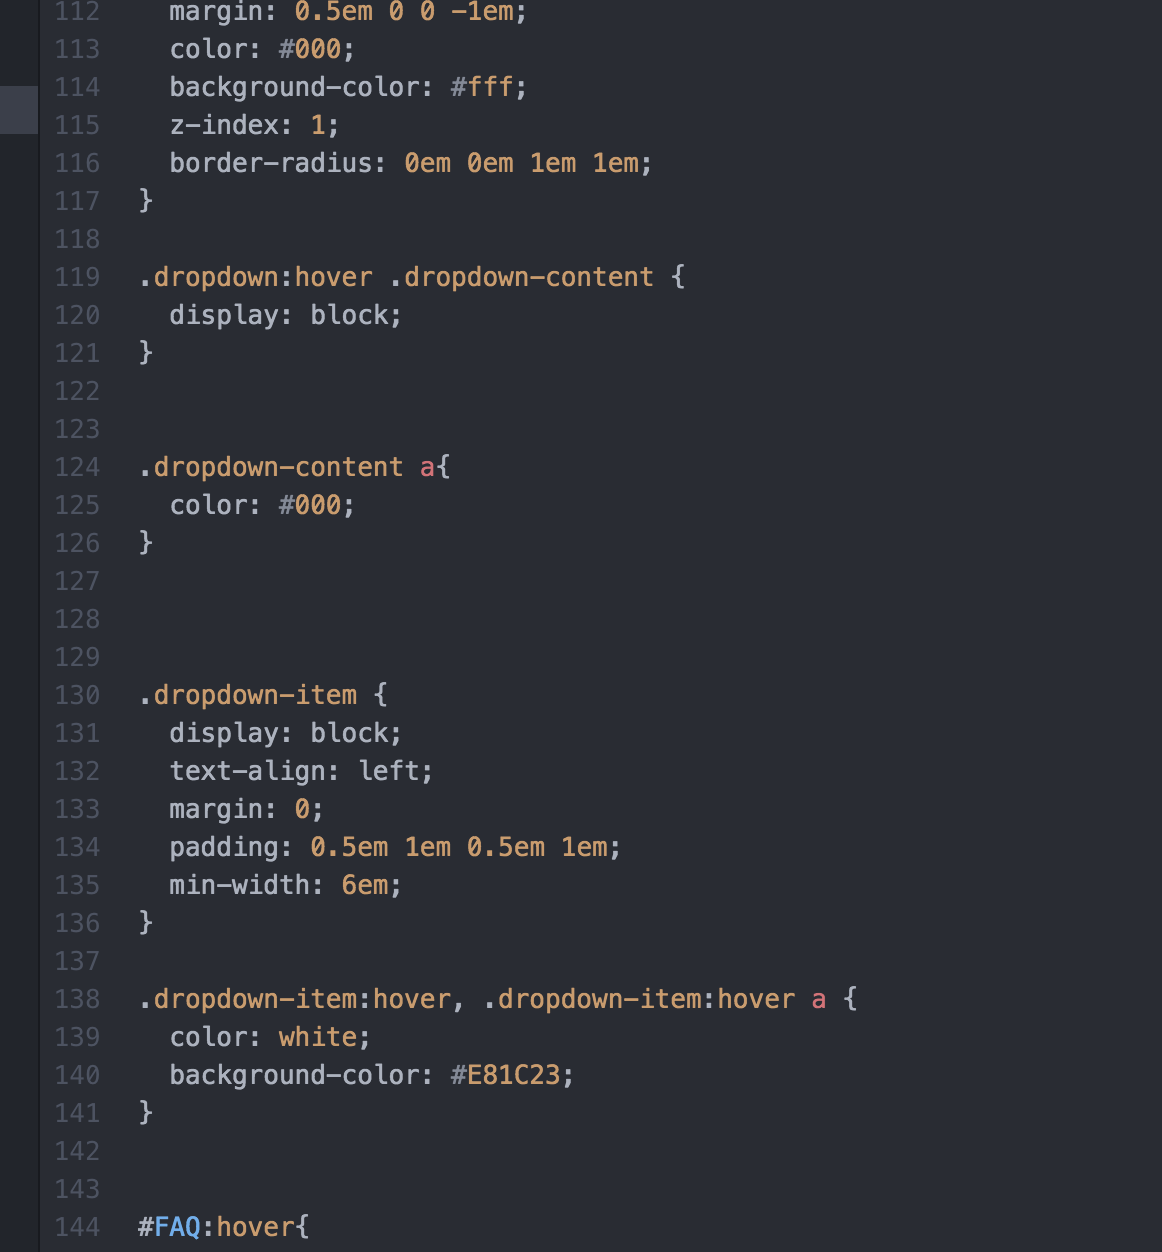 112 margin: 0.5em 0 0 -1em;
113 color: #000;
114 background-color: #fff;
115 z-index: 1;
116 border-radius: 0em 0em 1em 1em;
117 }
118
119 .dropdown:hover .dropdown-content {
120 display: block;
121 }
122
123
124 .dropdown-content a{
125 color: #000;
126 }
127
128
129
130 .dropdown-item {
131 display: block;
132 text-align: left;
133 margin: 0;
134 padding: 0.5em 1em 0.5em 1em;
135 min-width: 6em;
136 }
137
138 .dropdown-item:hover, .dropdown-item:hover a {
139 color: white;
140 background-color: #E81C23;
141 }
142
143
144 #FAQ:hover{